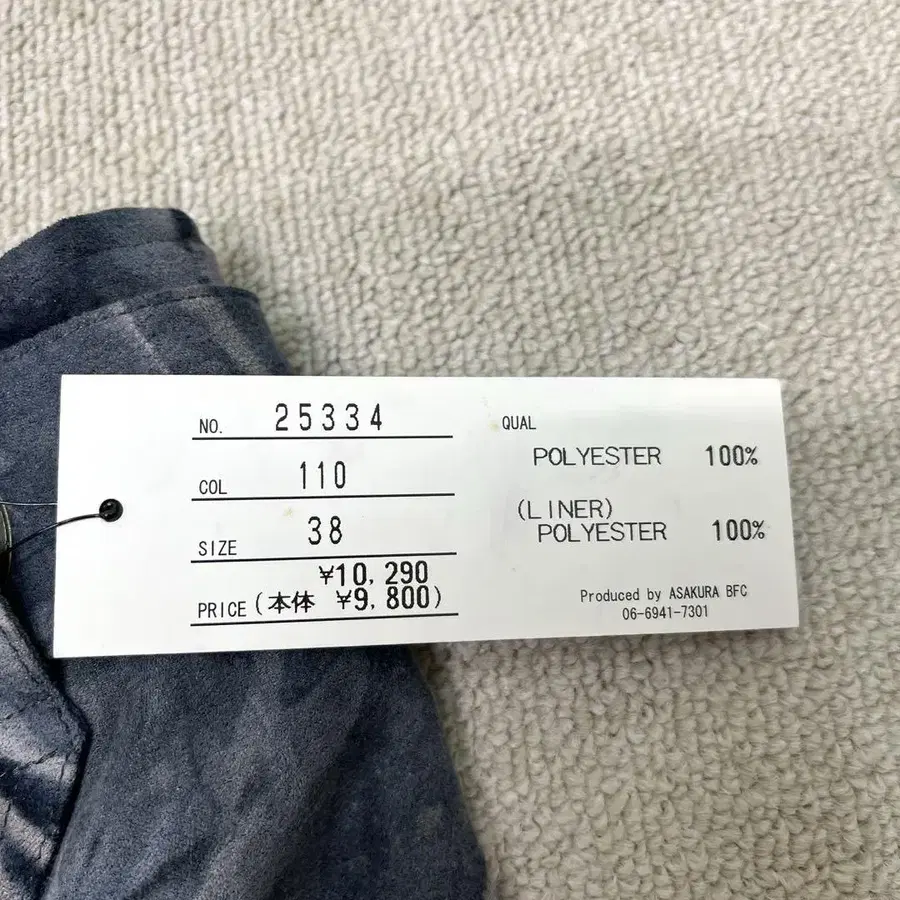 NO. 25334
COL 110
SIZE 38
¥10,290
PRICE (本体 ¥9,800)
QUAL
POLYESTER 100%
(LINER)
POLYESTER 100%
Produced by ASAKURA BFC
06-6941-7301